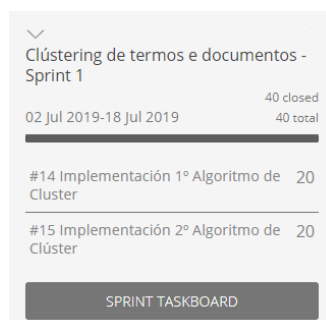 Clústering de termos e documentos -
Sprint 1
40 closed
02 Jul 2019-18 Jul 2019
40 total
#14 Implementación 1º Algoritmo de
Cluster
20
#15 Implementación 2º Algoritmo de
Clúster
20
SPRINT TASKBOARD